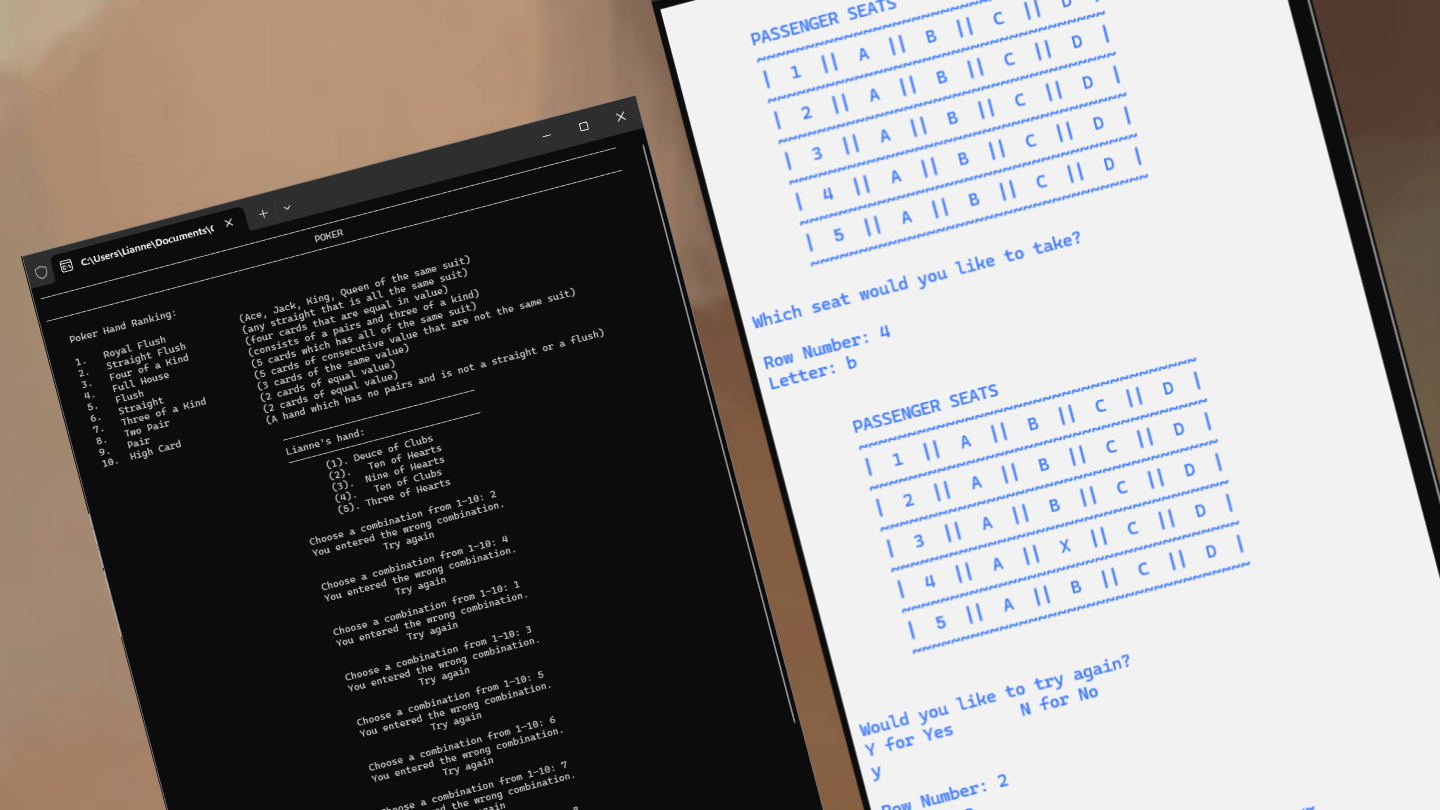 C:\Users\Lianne\Documents\
POKER
Poker Hand Ranking:
1. Royal Flush (Ace, Jack, King, Queen of the same suit)
2. Straight Flush (any straight that is all the same suit)
3. Four of a Kind (four cards that are equal in value)
4. Full House (consists of a pairs and three of a kind)
5. Flush (5 cards which has all of the same suit)
6. Straight (5 cards of consecutive value that are not the same suit)
7. Three of a Kind (3 cards of the same value)
8. Two Pair (2 cards of equal value)
9. Pair (2 cards of equal value)
10. High Card (A hand which has no pairs and is not a straight or a flush)
Lianne's hand:
(1). Deuce of Clubs
(2). Ten of Hearts
(3). Nine of Hearts
(4). Ten of Clubs
(5). Three of Hearts
Choose a combination from 1-10: 2
You entered the wrong combination.
Try again
Choose a combination from 1-10: 4
You entered the wrong combination.
Try again
Choose a combination from 1-10: 1
You entered the wrong combination.
Try again
Choose a combination from 1-10: 3
You entered the wrong combination.
Try again
Choose a combination from 1-10: 5
You entered the wrong combination.
Try again
Choose a combination from 1-10: 6
You entered the wrong combination.
Try again
Choose a combination from 1-10: 7
the wrong combination.
PASSENGER SEATS
| 1 || A || B || C || D |
| 2 || A || B || C || D |
| 3 || A || B || C || D |
| 4 || A || B || C || D |
| 5 || A || B || C || D |
Which seat would you like to take?
Row Number: 4
Letter: b
PASSENGER SEATS
| 1 || A || B || C || D |
| 2 || A || B || C || D |
| 3 || A || B || C || D |
| 4 || A || X || C || D |
| 5 || A || B || C || D |
Would you like to try again?
Y for Yes N for No
y
Row Number: 2